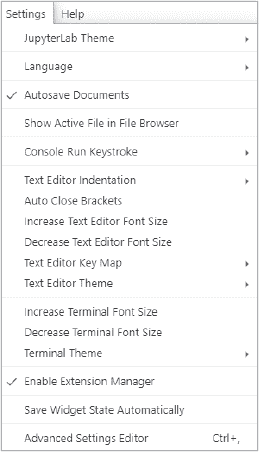 Settings Help
JupyterLab Theme
Language
Autosave Documents
Show Active File in File Browser
Console Run Keystroke
Text Editor Indentation
Auto Close Brackets
Increase Text Editor Font Size
Decrease Text Editor Font Size
Text Editor Key Map
Text Editor Theme
Increase Terminal Font Size
Decrease Terminal Font Size
Terminal Theme
Enable Extension Manager
Save Widget State Automatically
Advanced Settings Editor Ctrl+,